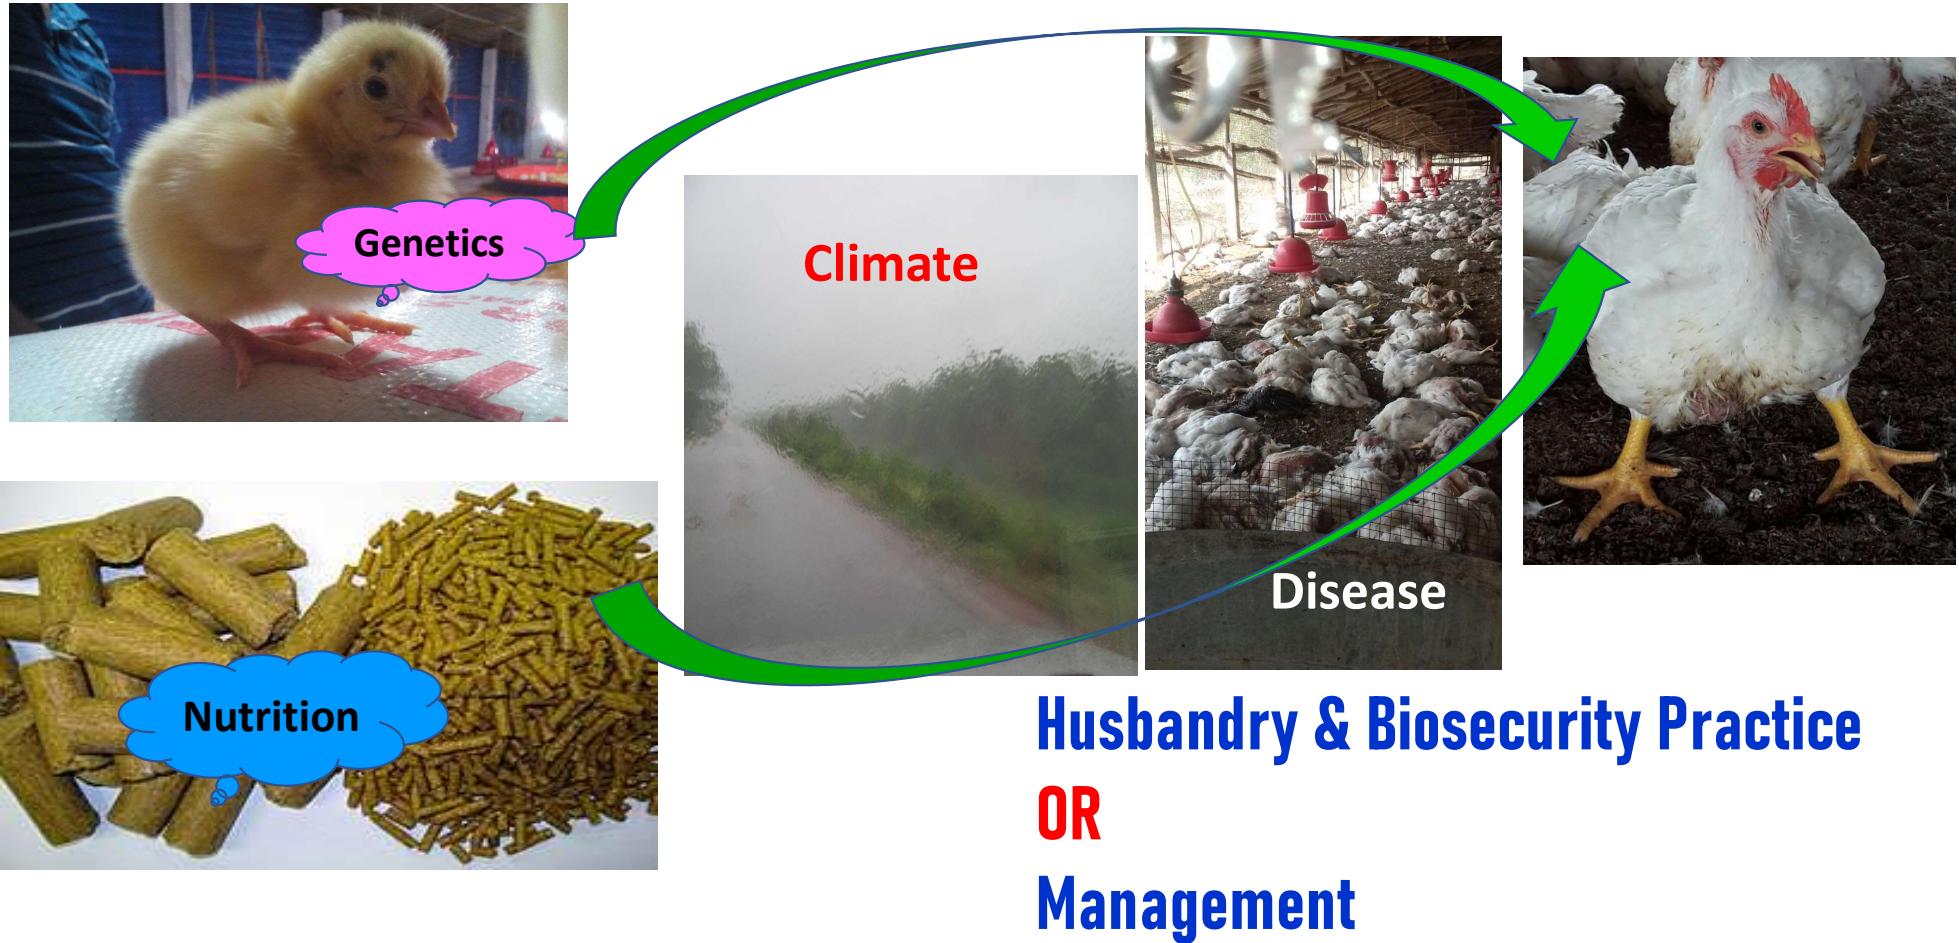 Genetics
Climate
Disease
Nutrition
Husbandry & Biosecurity Practice
OR
Management